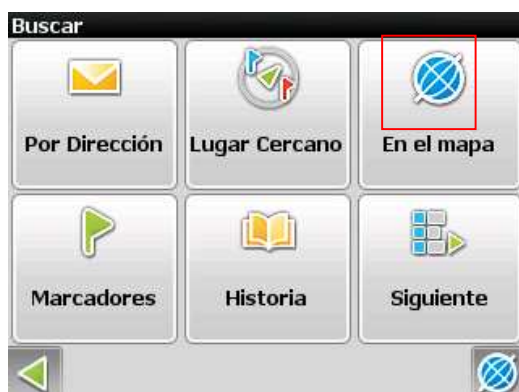 Buscar
Por Dirección
Lugar Cercano
En el mapa
Marcadores
Historia
Siguiente